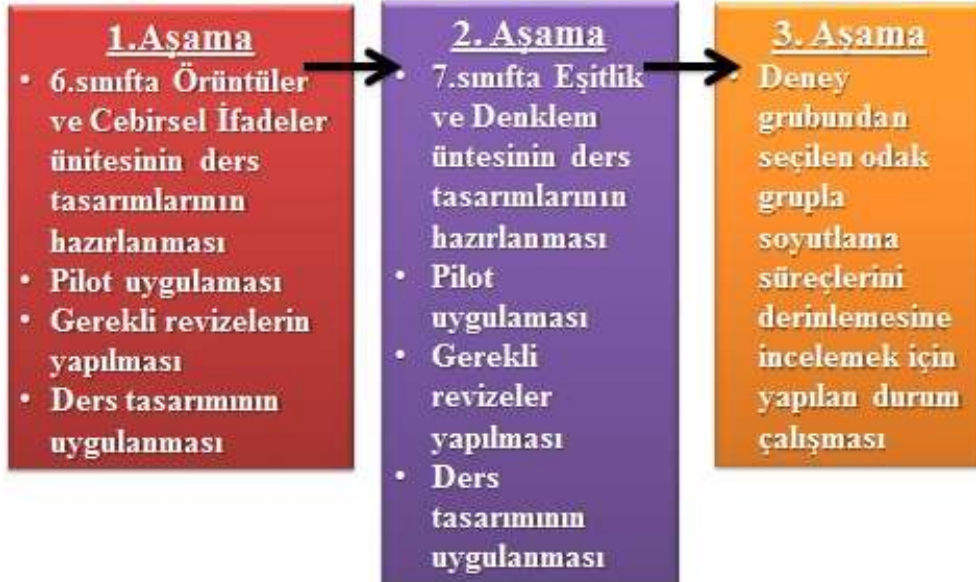 1.Aşama
• 6.sınıfta Örüntüler
ve Cebirsel İfadeler
ünitesinin ders
tasarımlarının
hazırlanması
• Pilot uygulaması
• Gerekli revizelerin
yapılması
• Ders tasarımının
uygulanması
2. Aşama
• 7.sınıfta Eşitlik
ve Denklem
üntesinin ders
tasarımlarının
hazırlanması
• Pilot
uygulaması
• Gerekli
revizeler
yapılması
• Ders
tasarımının
uygulanması
3. Aşama
• Deney
grubundan
seçilen odak
grupla
soyutlama
süreçlerini
derinlemesine
incelemek için
yapılan durum
çalışması